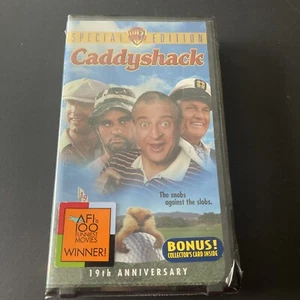 SPECIAL EDITION
Caddyshack
The snobs
against the slobs.
AFI's
100
FUNNIEST
MOVIES
WINNER!
BONUS!
COLLECTOR'S CARD INSIDE
19th ANNIVERSARY